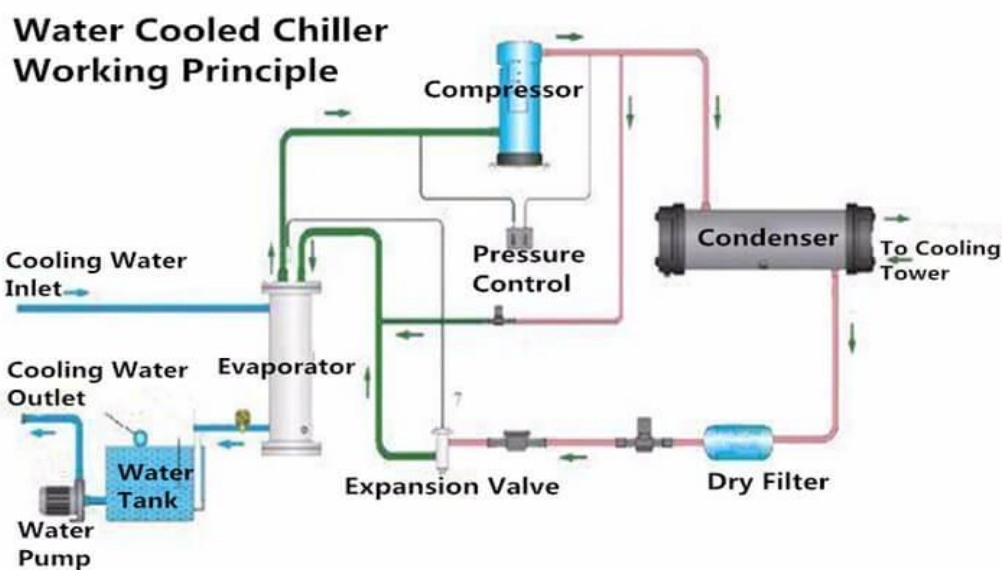 Water Cooled Chiller
Working Principle
Compressor
Pressure
Control
Condenser
To Cooling
Tower
Cooling Water
Inlet
Evaporator
Cooling Water
Outlet
7
Water
Tank
Expansion Valve
Dry Filter
Water
Pump